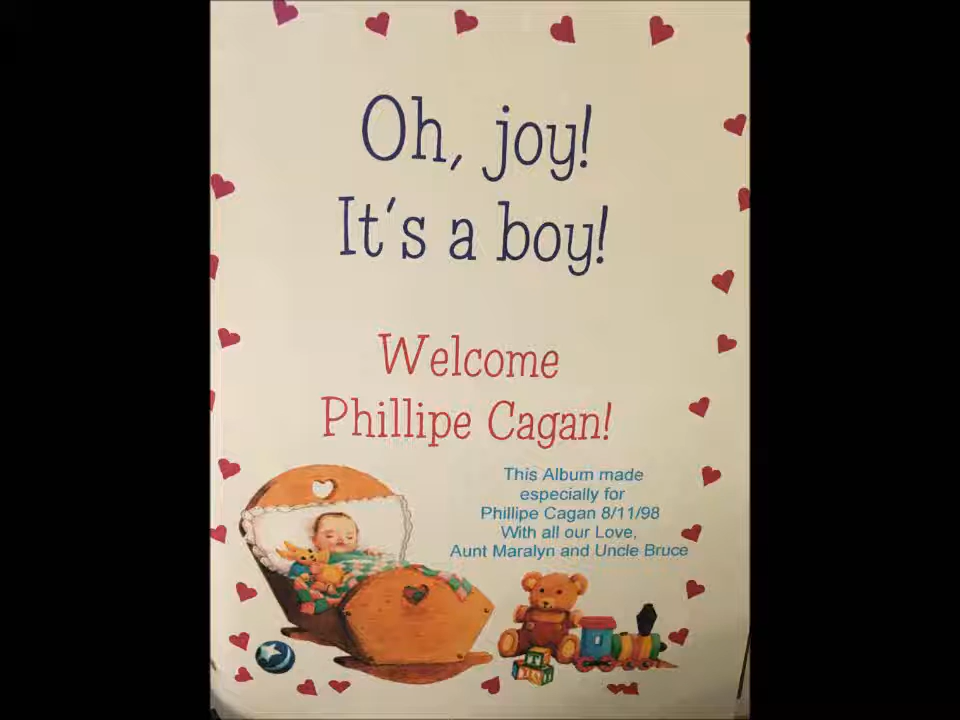 Oh, joy!
It's a boy!
Welcome
Phillipe Cagan!
This Album made
especially for
Phillipe Cagan 8/11/98
With all our Love,
Aunt Maralyn and Uncle Bruce
T